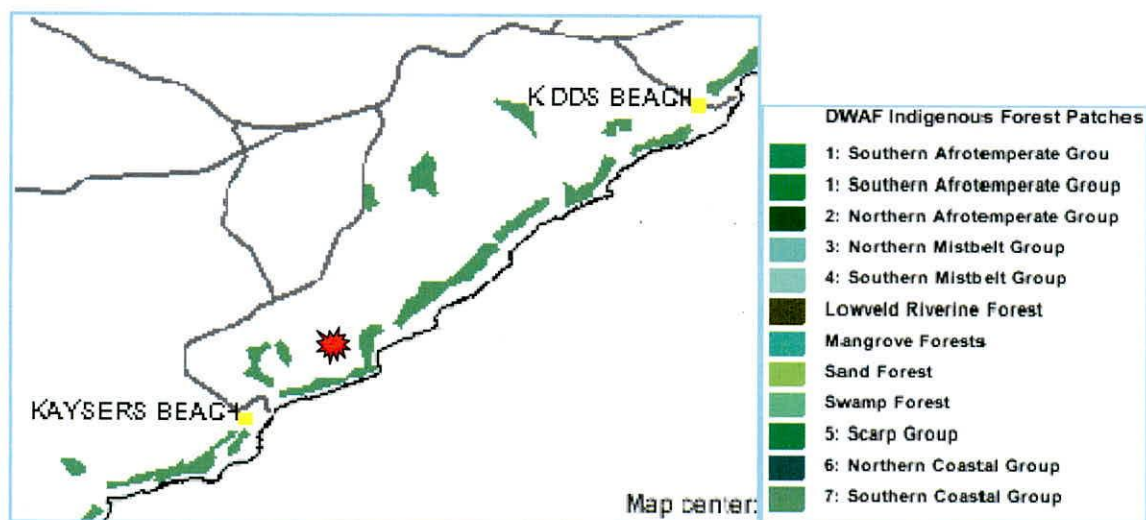 KIDDS BEACH
KAYSERS BEACH
Map center:
DWAF Indigenous Forest Patches
1: Southern Afrotemperate Grou
1: Southern Afrotemperate Group
2: Northern Afrotemperate Group
3: Northern Mistbelt Group
4: Southern Mistbelt Group
Lowveld Riverine Forest
Mangrove Forests
Sand Forest
Swamp Forest
5: Scarp Group
6: Northern Coastal Group
7: Southern Coastal Group